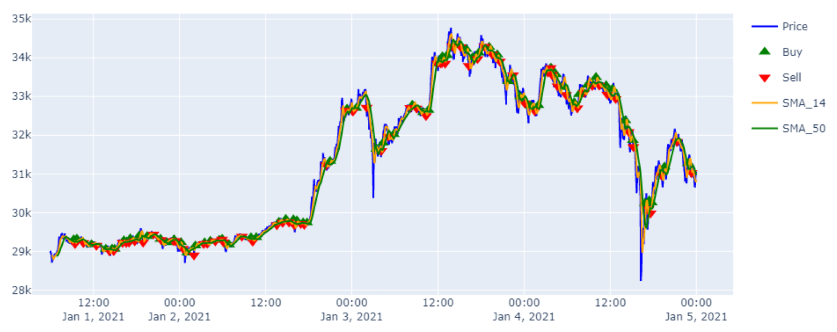 35k
34k
33k
32k
31k
30k
29k
28k
12:00 00:00 12:00 00:00 12:00 00:00 12:00 00:00
Jan 1, 2021 Jan 2, 2021 Jan 3, 2021 Jan 4, 2021 Jan 5, 2021
Price
Buy
Sell
SMA_14
SMA_50